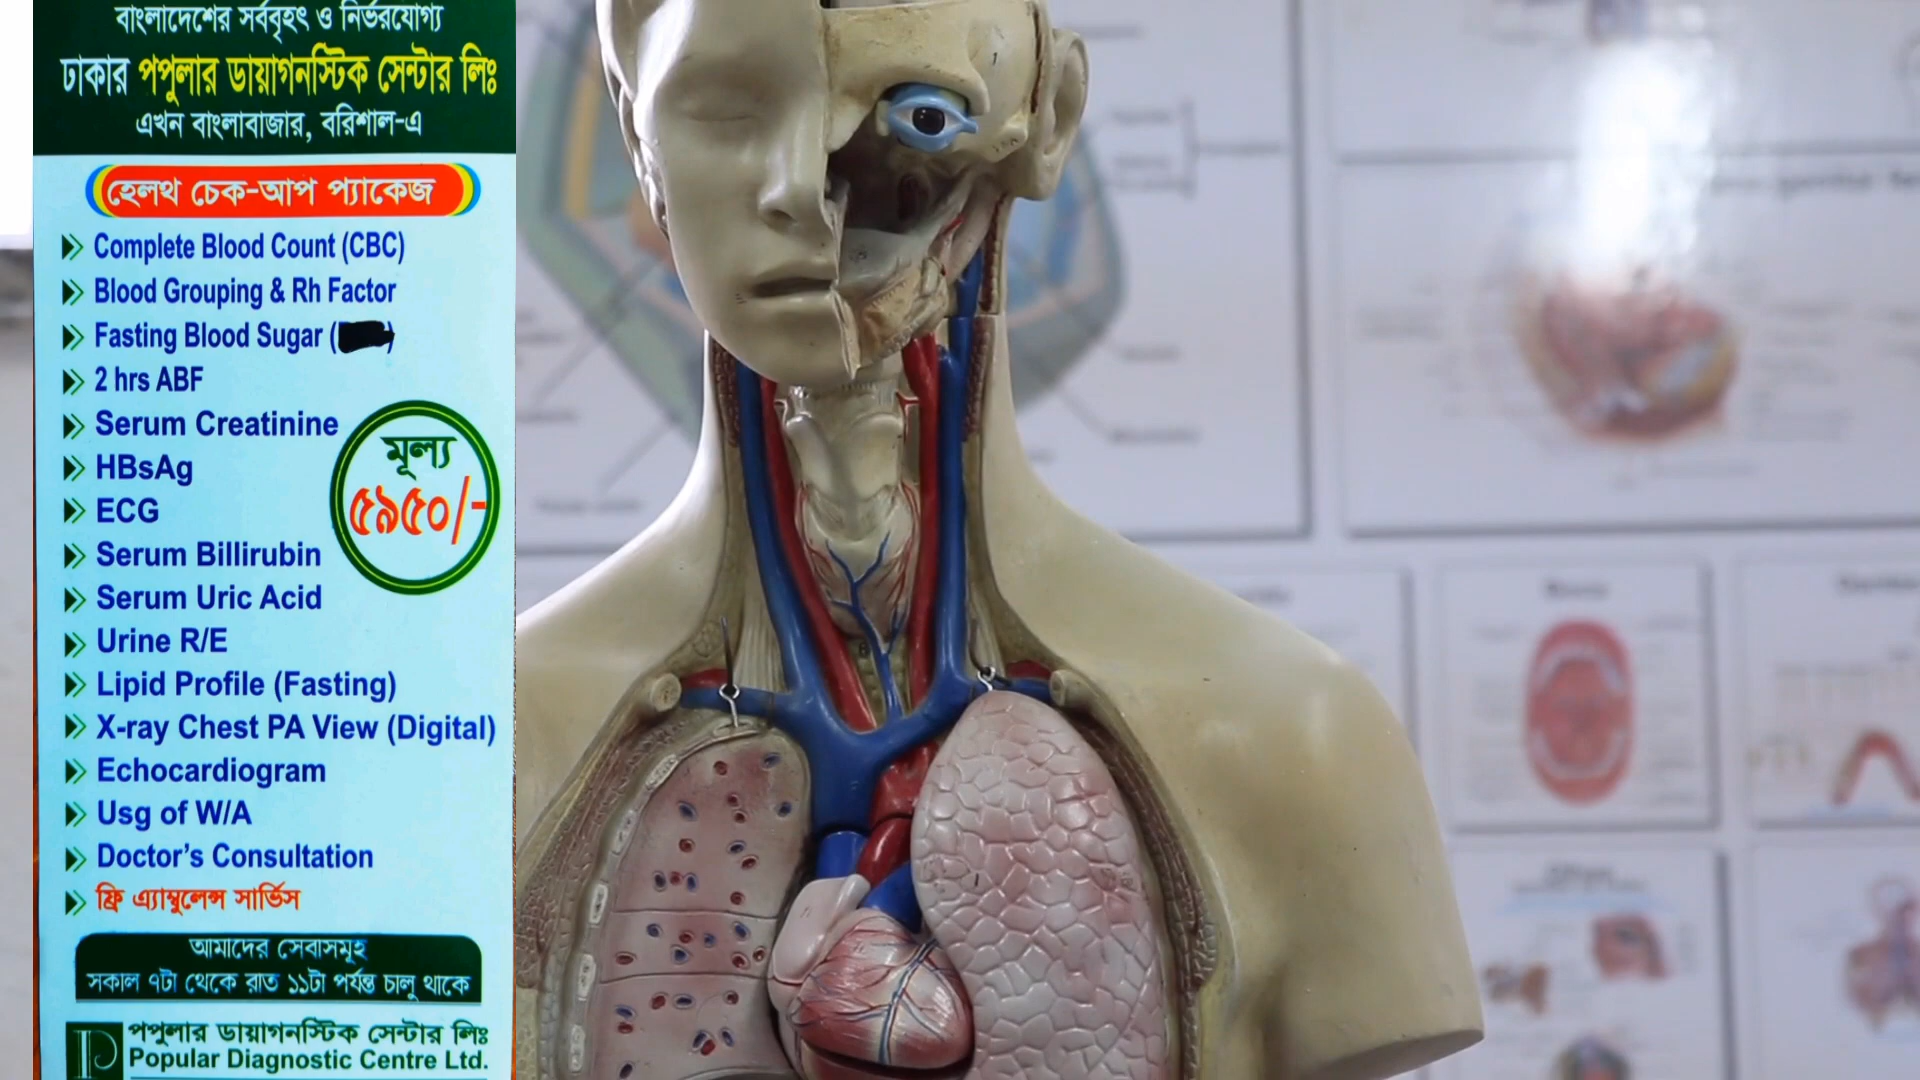 বাংলাদেশের সর্ববৃহৎ ও নির্ভরযোগ্য
ঢাকার পপুলার ডায়াগনস্টিক সেন্টার লিঃ
এখন বাংলাবাজার, বরিশাল-এ
হেলথ চেক-আপ প্যাকেজ
Complete Blood Count (CBC)
Blood Grouping & Rh Factor
Fasting Blood Sugar (
2 hrs ABF
Serum Creatinine
HBsAg
ECG
Serum Billirubin
Serum Uric Acid
Urine R/E
Lipid Profile (Fasting)
X-ray Chest PA View (Digital)
Echocardiogram
Usg of W/A
Doctor's Consultation
ফ্রি এ্যাম্বুলেন্স সার্ভিস
মূল্য
৫৯৫০/-
আমাদের সেবাসমূহ
সকাল ৭টা থেকে রাত ১১টা পর্যন্ত চালু থাকে
পপুলার ডায়াগনস্টিক সেন্টার লিঃ
Popular Diagnostic Centre Ltd.